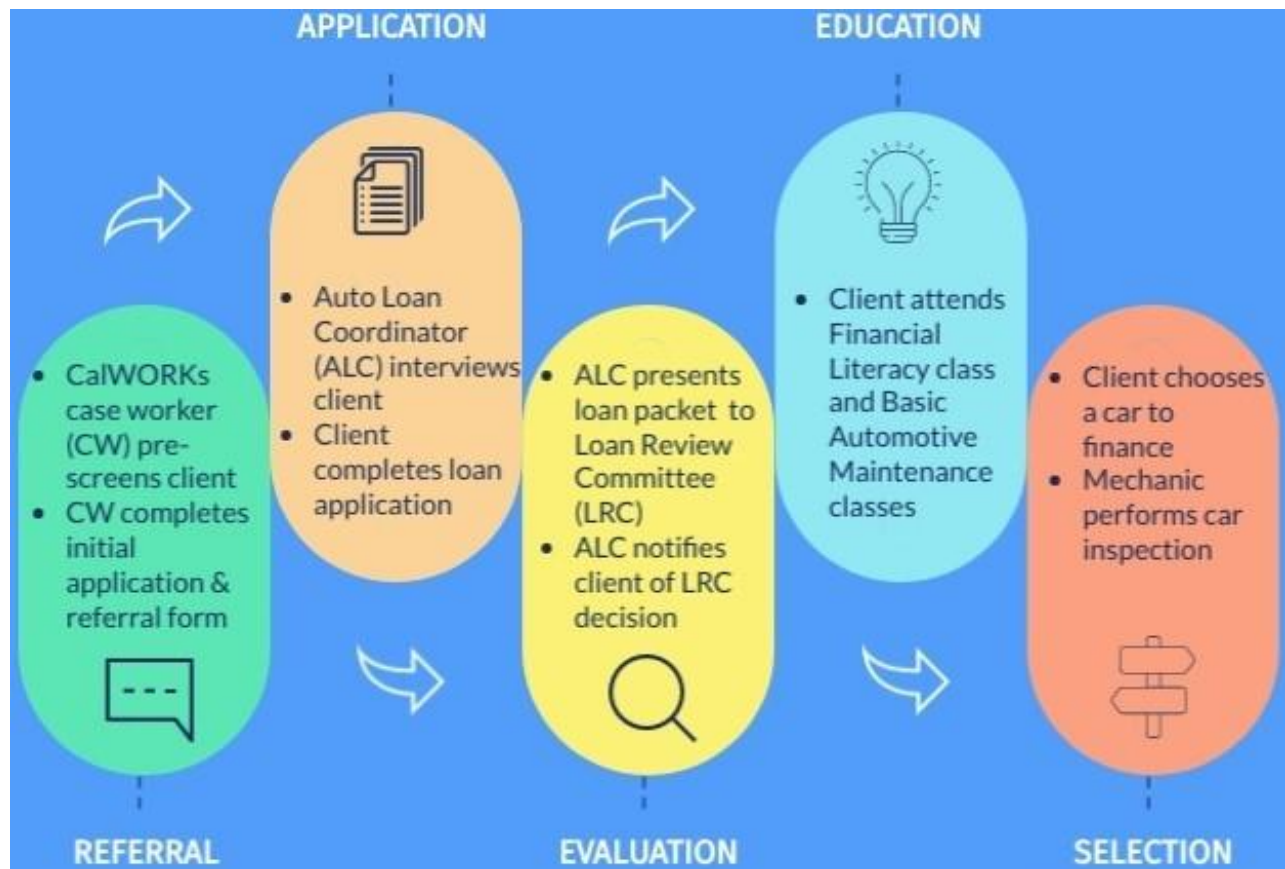 APPLICATION
EDUCATION
• CalWORKs
case worker
(CW) pre-
screens client
• CW completes
initial
application &
referral form
REFERRAL
• Auto Loan
Coordinator
(ALC) interviews
client
• Client
completes loan
application
• ALC presents
loan packet to
Loan Review
Committee
(LRC)
• ALC notifies
client of LRC
decision
EVALUATION
• Client attends
Financial
Literacy class
and Basic
Automotive
Maintenance
classes
• Client chooses
a car to
finance
• Mechanic
performs car
inspection
SELECTION